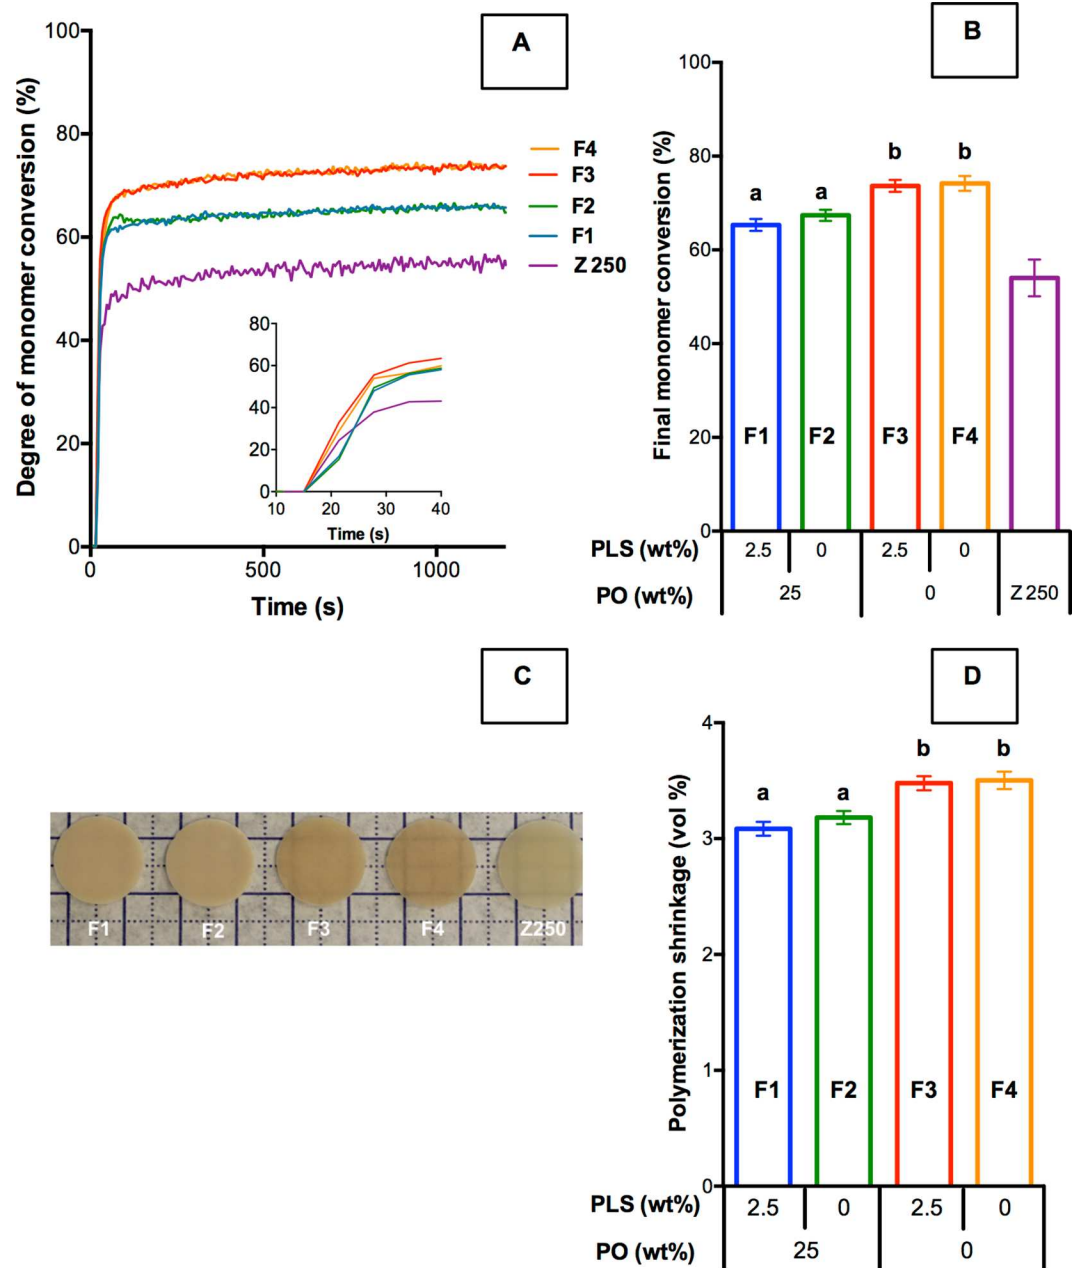 A
Degree of monomer conversion (%)
100
80
60
40
20
0
0
500
1000
Time (s)
F4
F3
F2
F1
Z 250
80
60
40
20
0
10
20
30
40
Time (s)
B
Final monomer conversion (%)
100
80
60
40
20
0
a
a
b
b
F1
F2
F3
F4
PLS (wt%)
2.5
0
2.5
0
PO (wt%)
25
0
Z 250
C
F1
F2
F3
F4
Z250
D
Polymerization shrinkage (vol %)
4
3
2
1
0
a
a
b
b
F1
F2
F3
F4
PLS (wt%)
2.5
0
2.5
0
PO (wt%)
25
0